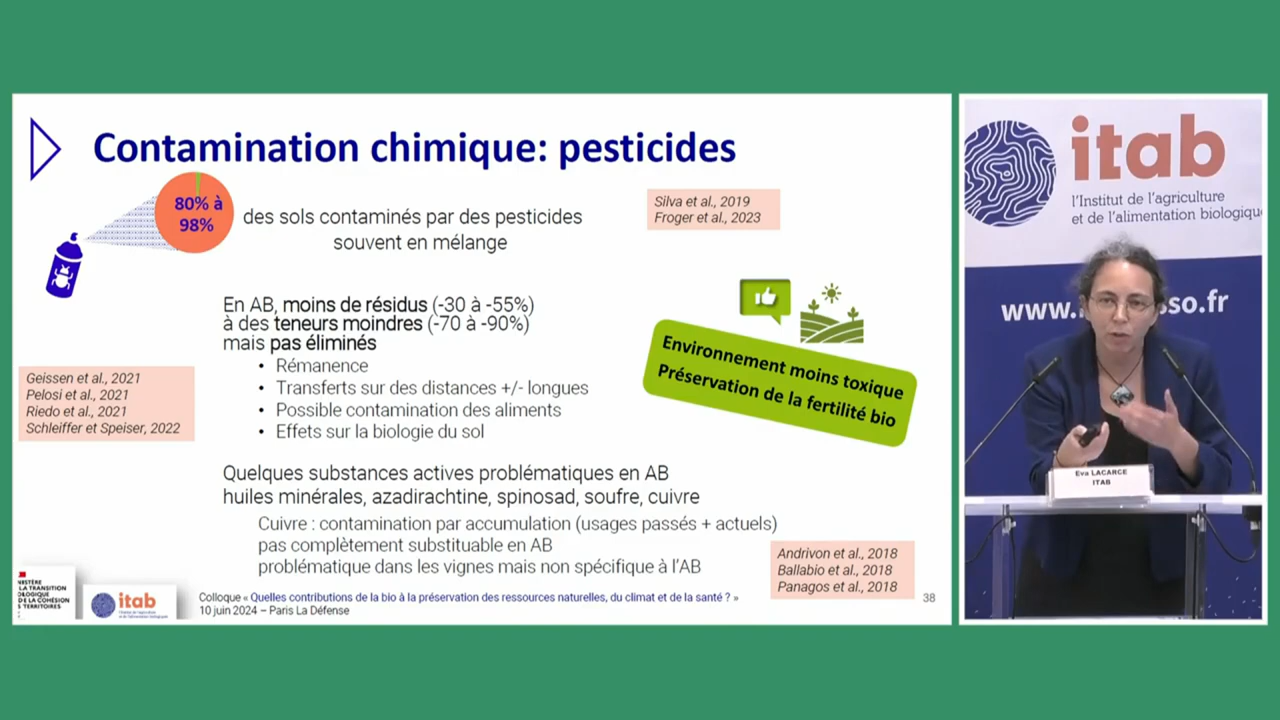 Contamination chimique: pesticides
80% à
98%
des sols contaminés par des pesticides
souvent en mélange
Silva et al., 2019
Froger et al., 2023
En AB, moins de résidus (-30 à -55%)
à des teneurs moindres (-70 à -90%)
mais pas éliminés
• Rémanence
• Transferts sur des distances +/- longues
• Possible contamination des aliments
• Effets sur la biologie du sol
Geissen et al., 2021
Pelosi et al., 2021
Riedo et al., 2021
Schleiffer et Speiser, 2022
Environnement moins toxique
Préservation de la fertilité bio
Quelques substances actives problématiques en AB
huiles minérales, azadirachtine, spinosad, soufre, cuivre
Cuivre : contamination par accumulation (usages passés + actuels)
pas complètement substituable en AB
problématique dans les vignes mais non spécifique à l'AB
Andrivon et al., 2018
Ballabio et al., 2018
Panagos et al., 2018
LA TRANSITION
DE LA COHÉSION
TERRITOIRES
itab
Colloque « Quelles contributions de la bio à la préservation des ressources naturelles, du climat et de la santé ? »
10 juin 2024 – Paris La Défense
38
itab
l'Institut de l'agriculture
et de l'alimentation biologiqu
www.
so.fr
Eva LACARCE
ITAB